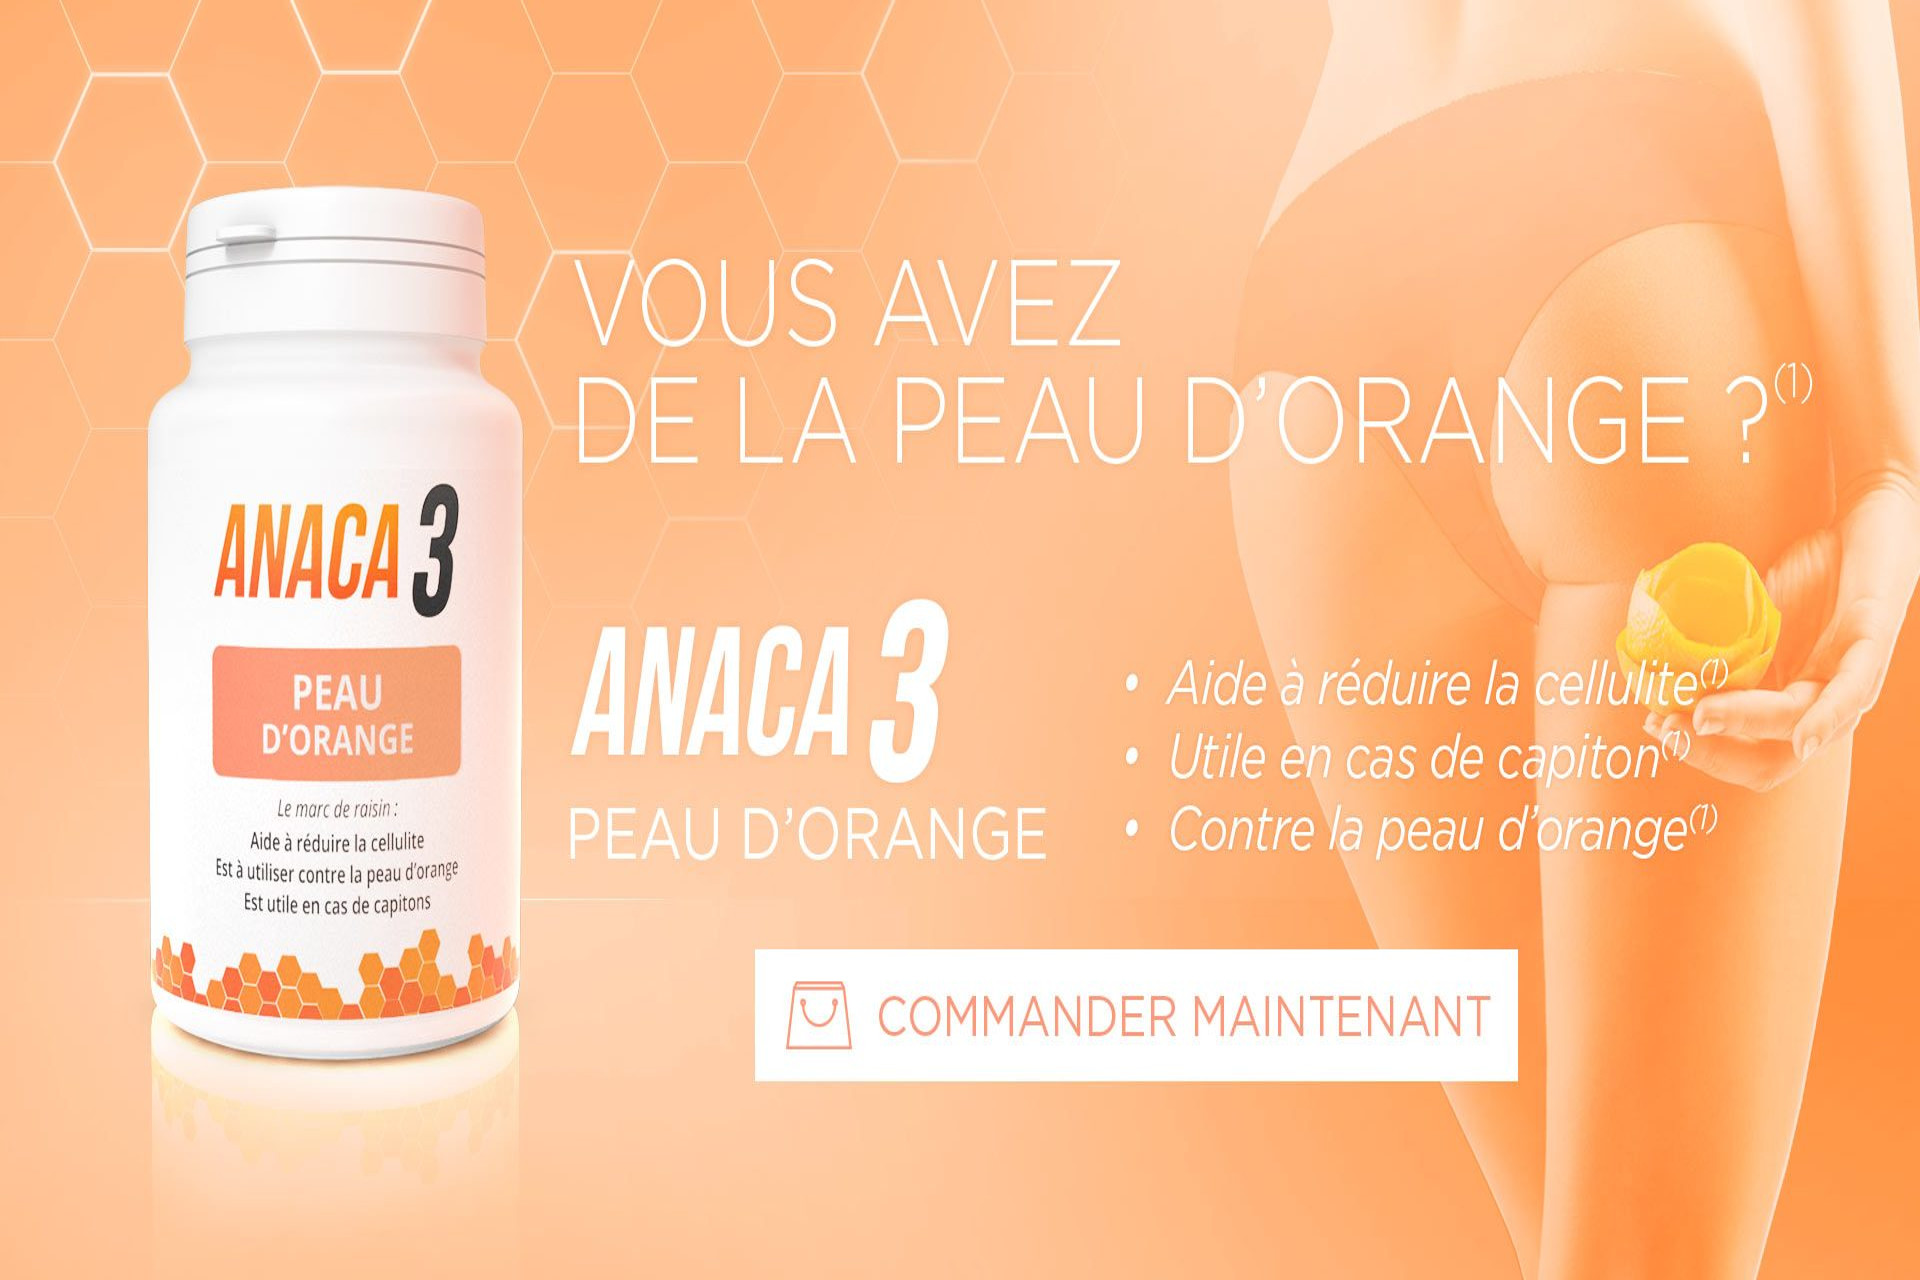 ANACA 3
PEAU
D'ORANGE
Le marc de raisin :
Aide à réduire la cellulite
Est à utiliser contre la peau d'orange
Est utile en cas de capitons
VOUS AVEZ
DE LA PEAU D'ORANGE ?(1)
ANACA 3
PEAU D'ORANGE
• Aide à réduire la cellulite(1)
• Utile en cas de capiton(1)
• Contre la peau d'orange(1)
COMMANDER MAINTENANT